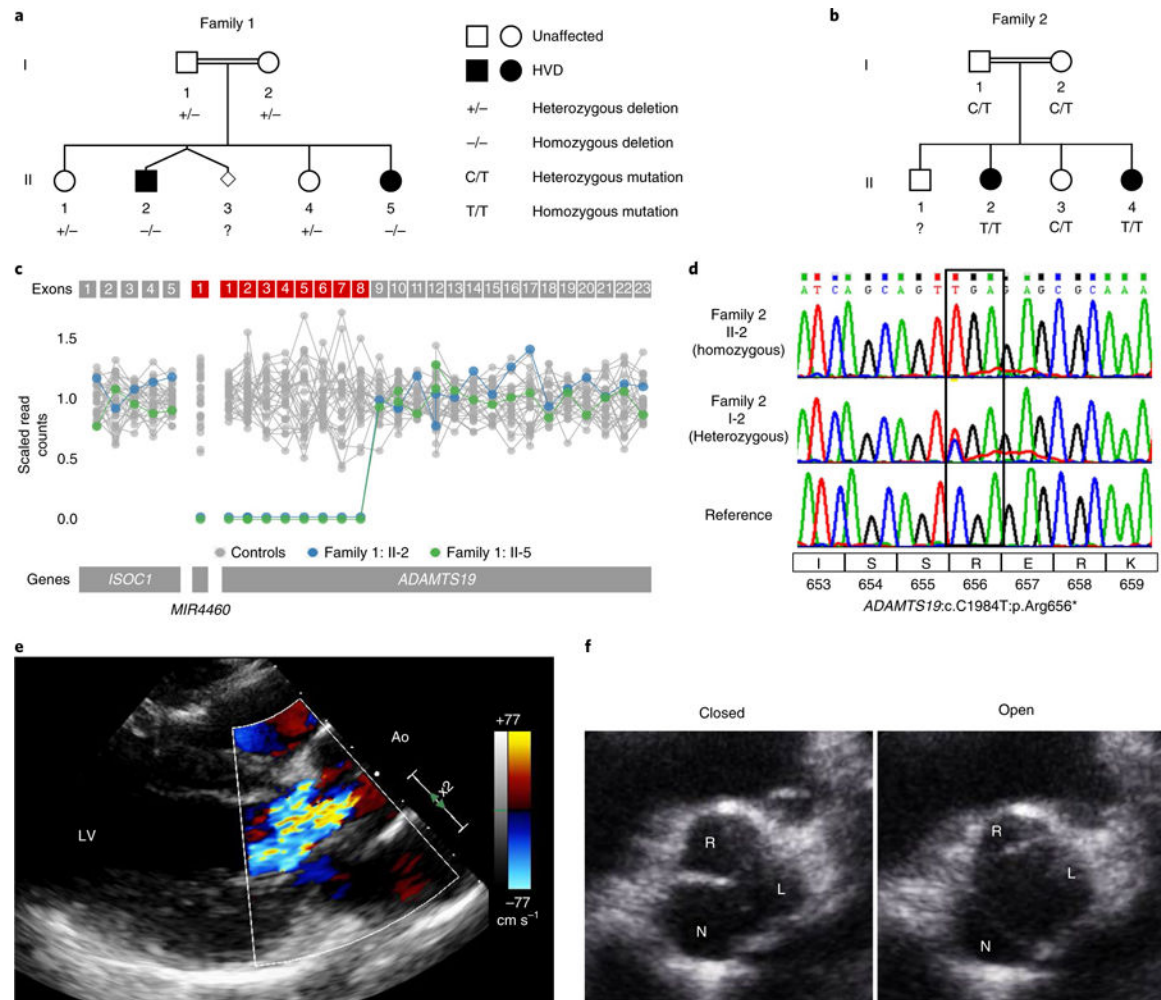 a
Family 1
I
1
2
+/–
+/–
II
1
2
3
4
5
+/–
–/–
?
+/–
–/–
Unaffected
HVD
+/– Heterozygous deletion
–/– Homozygous deletion
C/T Heterozygous mutation
T/T Homozygous mutation
b
Family 2
I
1
2
C/T
C/T
II
1
2
3
4
?
T/T
C/T
T/T
c
Exons 1 2 3 4 5 1 1 2 3 4 5 6 7 8 9 10 11 12 13 14 15 16 17 18 19 20 21 22 23
1.5
1.0
0.5
0.0
Scaled read
counts
Controls Family 1: II-2 Family 1: II-5
Genes ISOC1 ADAMTS19
MIR4460
d
A T C A G C A G T T G A G A G C G C A A A
Family 2
II-2
(homozygous)
Family 2
I-2
(Heterozygous)
Reference
I S S R E R K
653 654 655 656 657 658 659
ADAMTS19:c.C1984T:p.Arg656*
e
+77
Ao
x2
LV
–77
cm s–1
f
Closed
Open
R
L
N
R
L
N